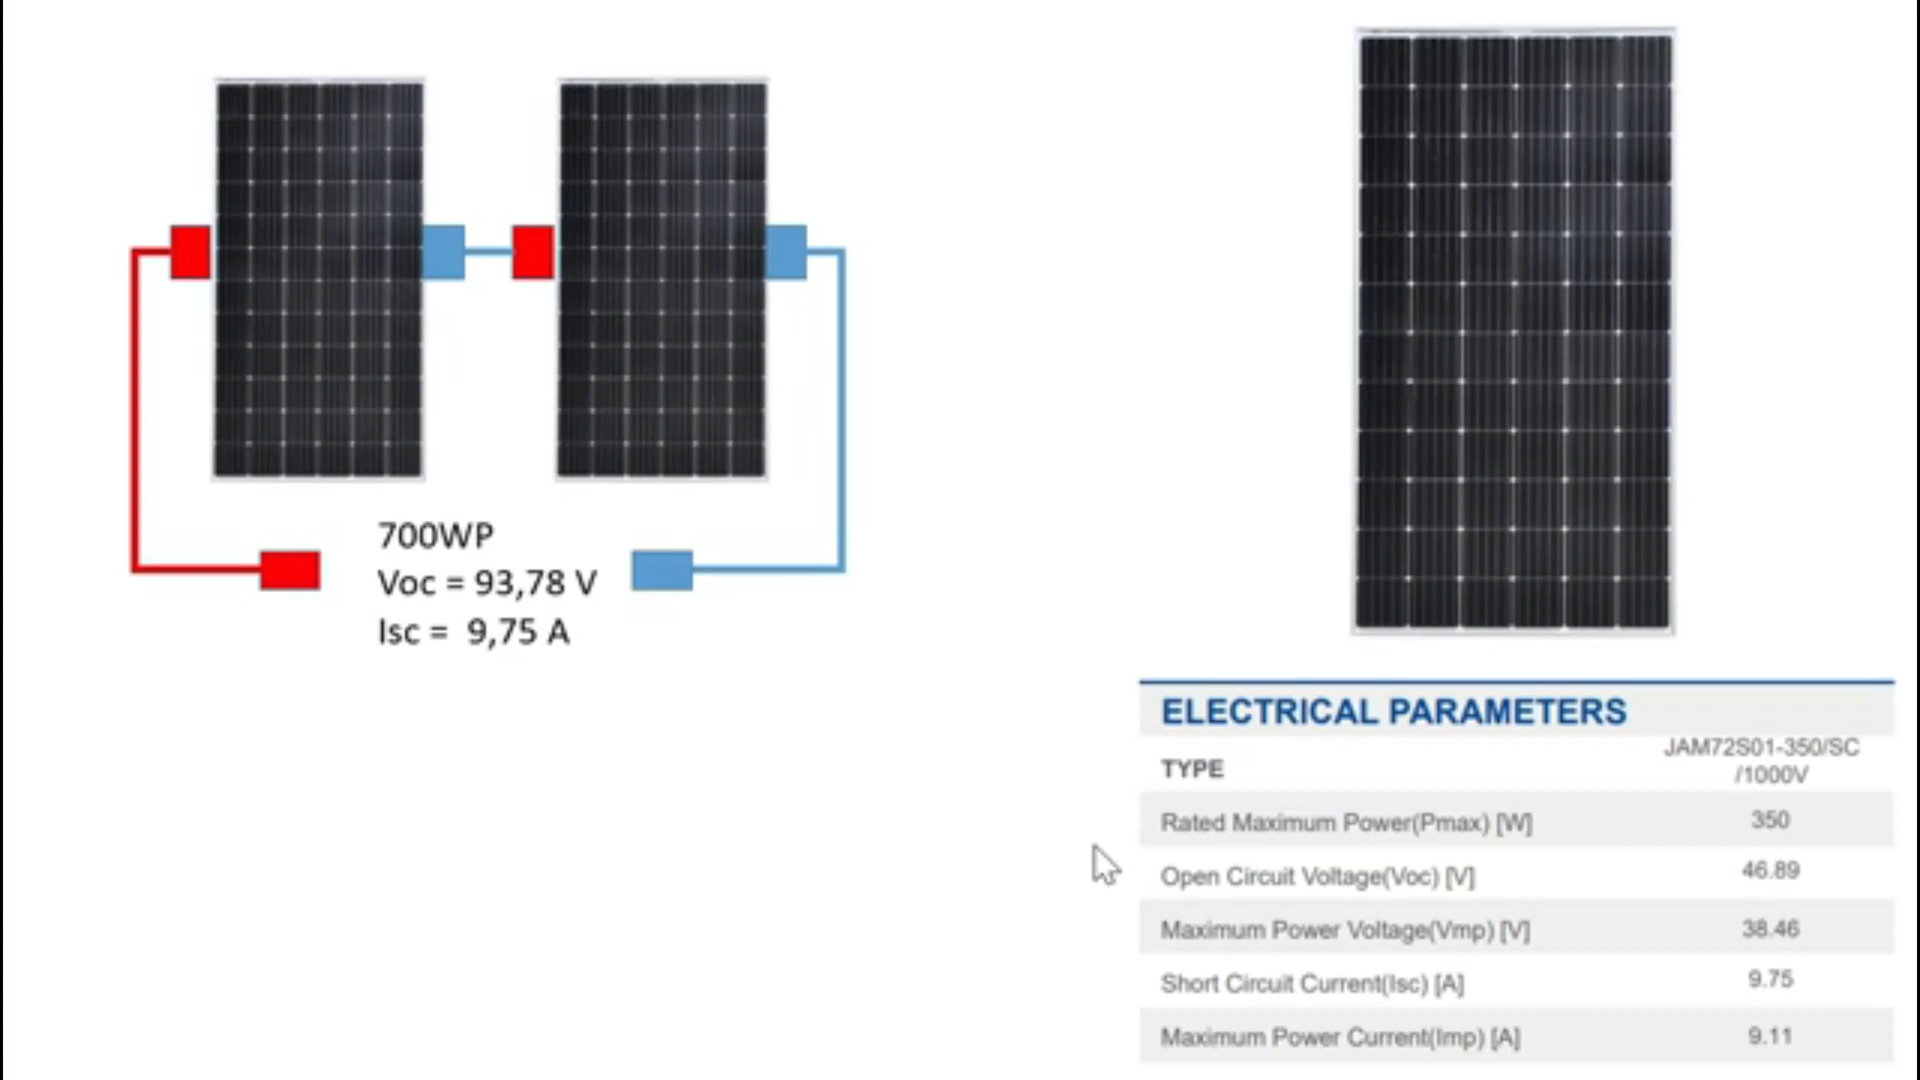 700WP
Voc = 93,78 V
Isc = 9,75 A
ELECTRICAL PARAMETERS
TYPE
JAM72S01-350/SC
/1000V
Rated Maximum Power(Pmax) [W] 350
Open Circuit Voltage(Voc) [V] 46.89
Maximum Power Voltage(Vmp) [V] 38.46
Short Circuit Current(Isc) [A] 9.75
Maximum Power Current(Imp) [A] 9.11